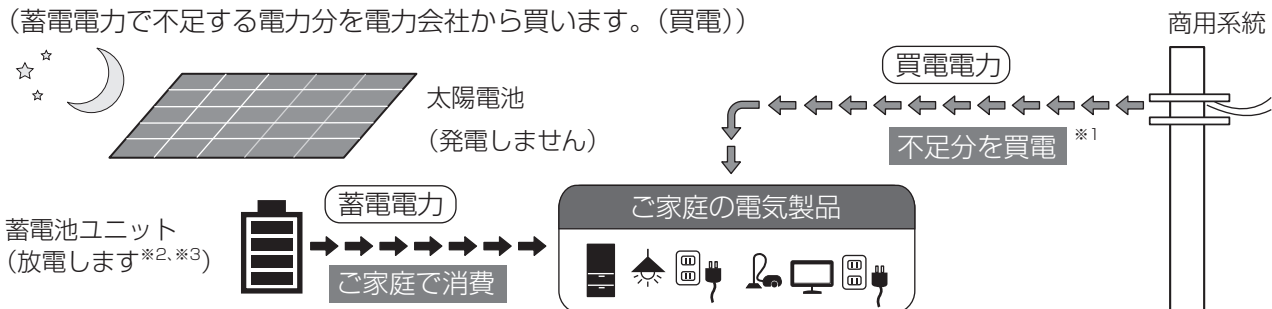 (蓄電電力で不足する電力分を電力会社から買います。(買電))
商用系統
買電電力
太陽電池
(発電しません)
不足分を買電 ※1
蓄電電力
ご家庭の電気製品
蓄電池ユニット
(放電します※2、※3)
ご家庭で消費